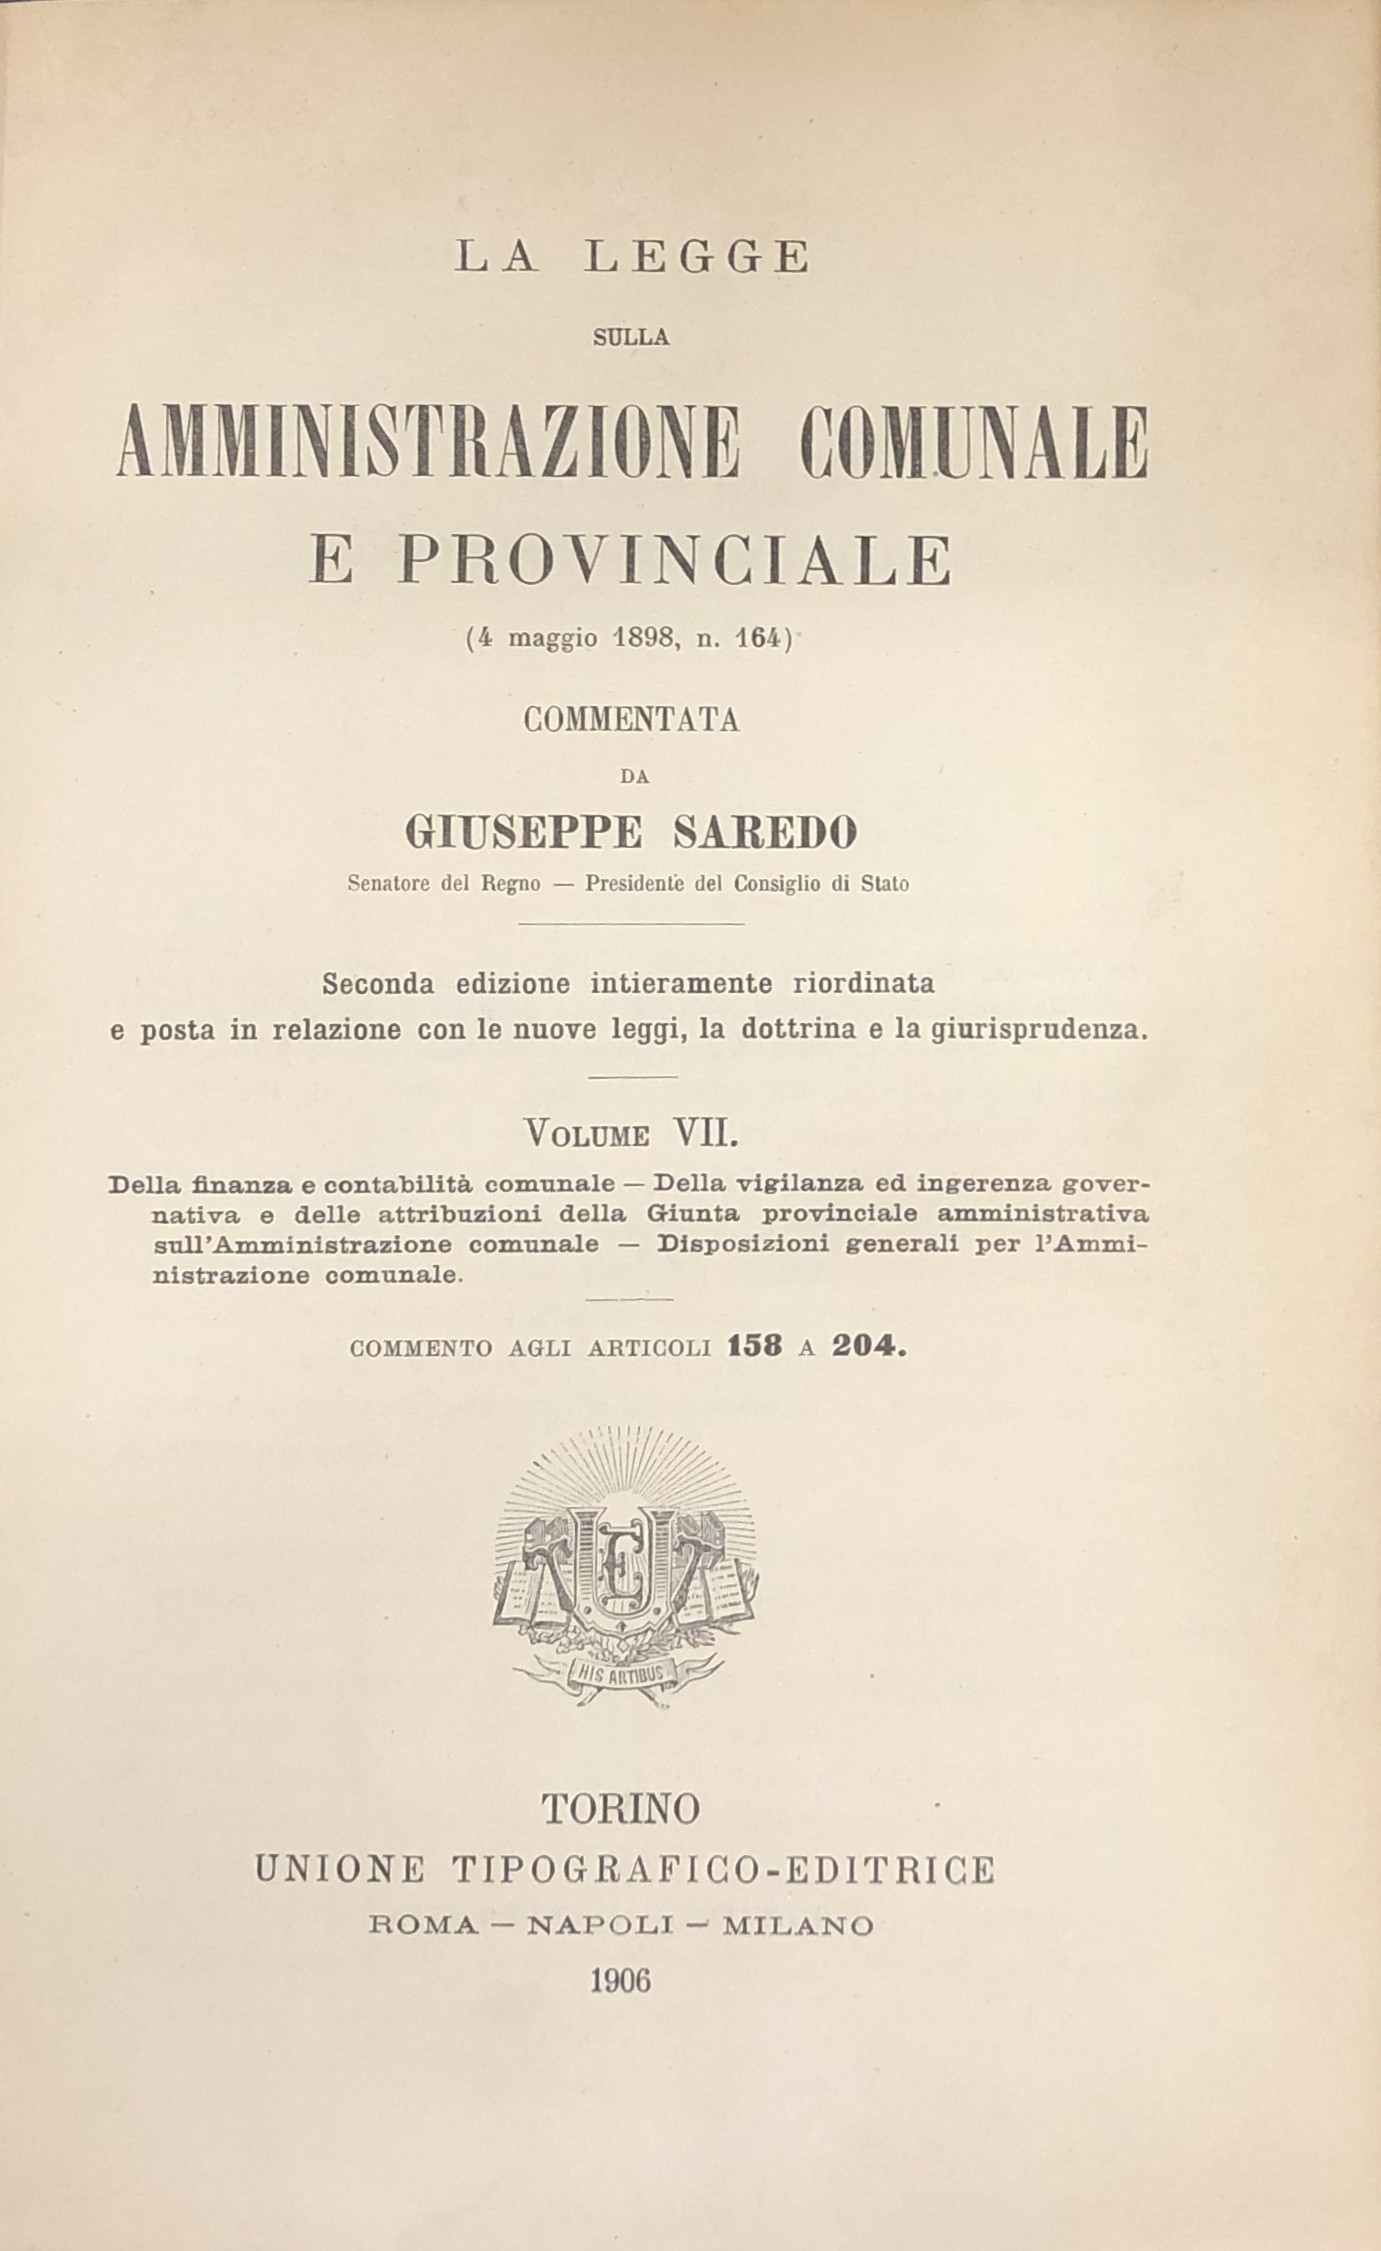 LA LEGGE
SULLA
AMMINISTRAZIONE COMUNALE
E PROVINCIALE
(4 maggio 1898, n. 164)
COMMENTATA
DA
GIUSEPPE SAREDO
Senatore del Regno — Presidente del Consiglio di Stato
Seconda edizione intieramente riordinata
e posta in relazione con le nuove leggi, la dottrina e la giurisprudenza.
VOLUME VII.
Della finanza e contabilità comunale — Della vigilanza ed ingerenza gover-
nativa e delle attribuzioni della Giunta provinciale amministrativa
sull'Amministrazione comunale — Disposizioni generali per l'Ammi-
nistrazione comunale.
COMMENTO AGLI ARTICOLI 158 A 204.
UTE
HIS ARTIBUS
TORINO
UNIONE TIPOGRAFICO-EDITRICE
ROMA — NAPOLI — MILANO
1906